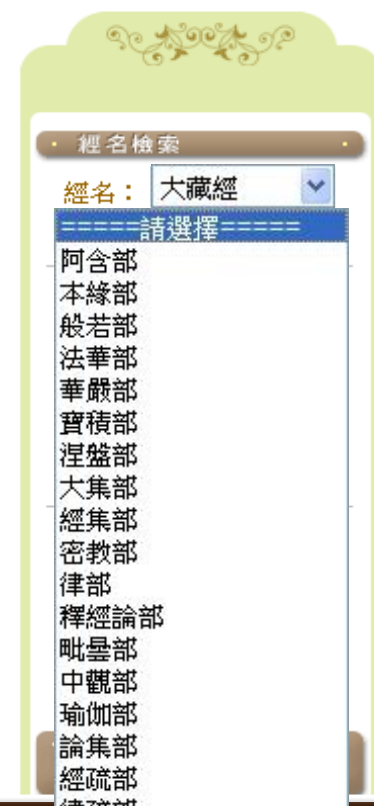 · 經名檢索 ·
經名： 大藏經
=====請選擇=====
阿含部
本緣部
般若部
法華部
華嚴部
寶積部
涅盤部
大集部
經集部
密教部
律部
釋經論部
毗曇部
中觀部
瑜伽部
論集部
經疏部